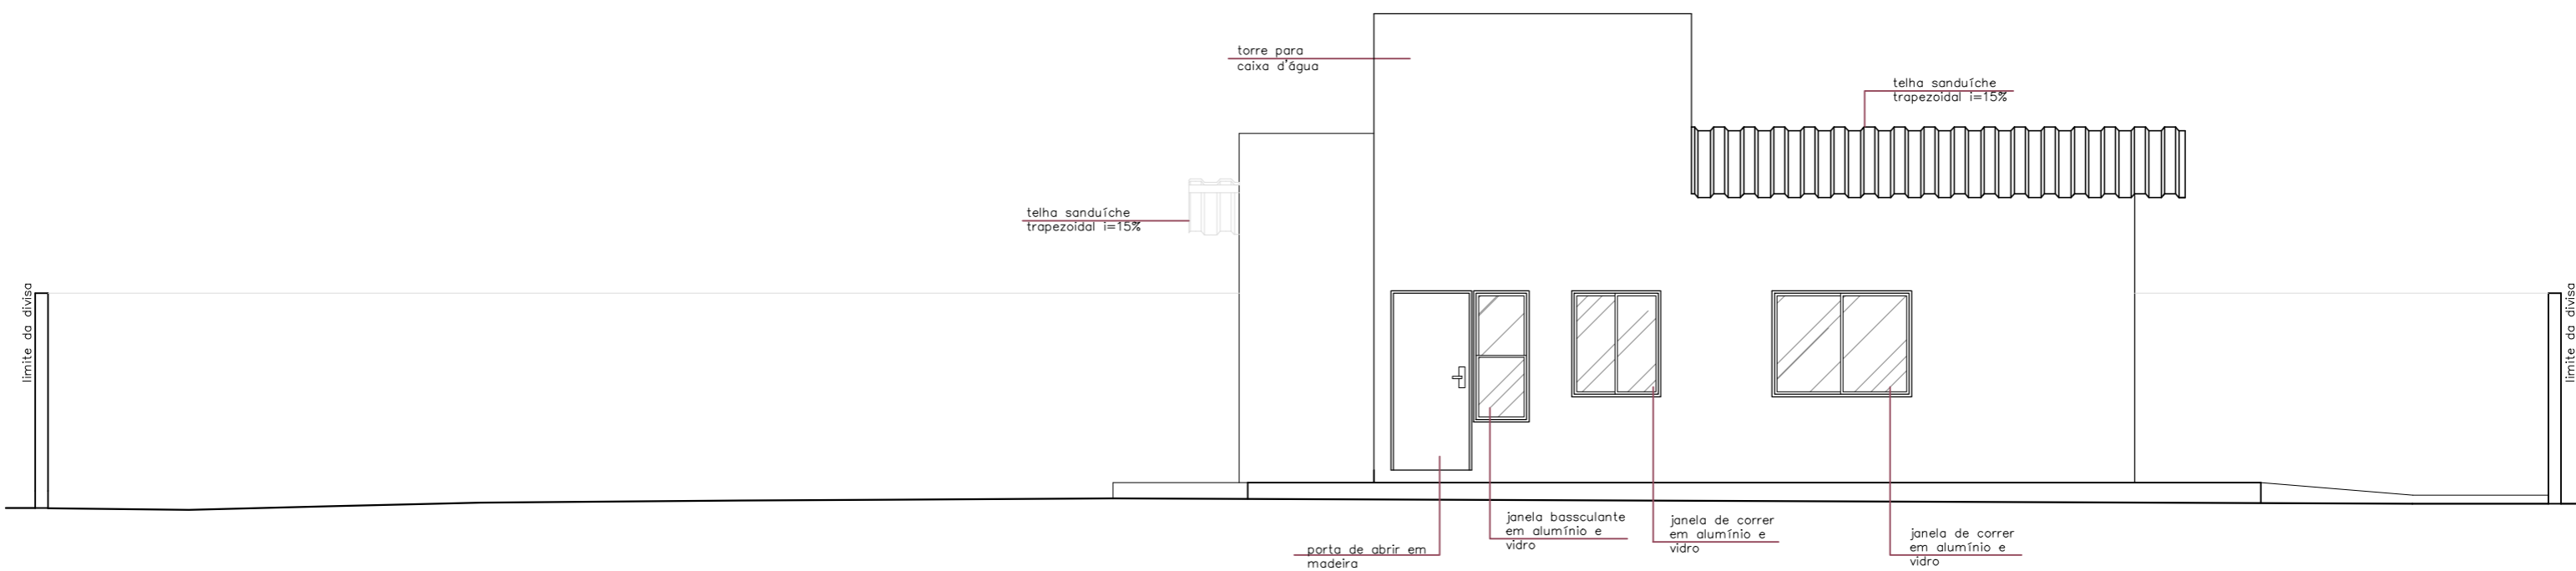 torre para
caixa d'água
telha sanduíche
trapezoidal i=15%
telha sanduíche
trapezoidal i=15%
limite da divisa
limite da divisa
janela bassculante
em alumínio e
vidro
janela de correr
em alumínio e
vidro
janela de correr
em alumínio e
vidro
porta de abrir em
madeira